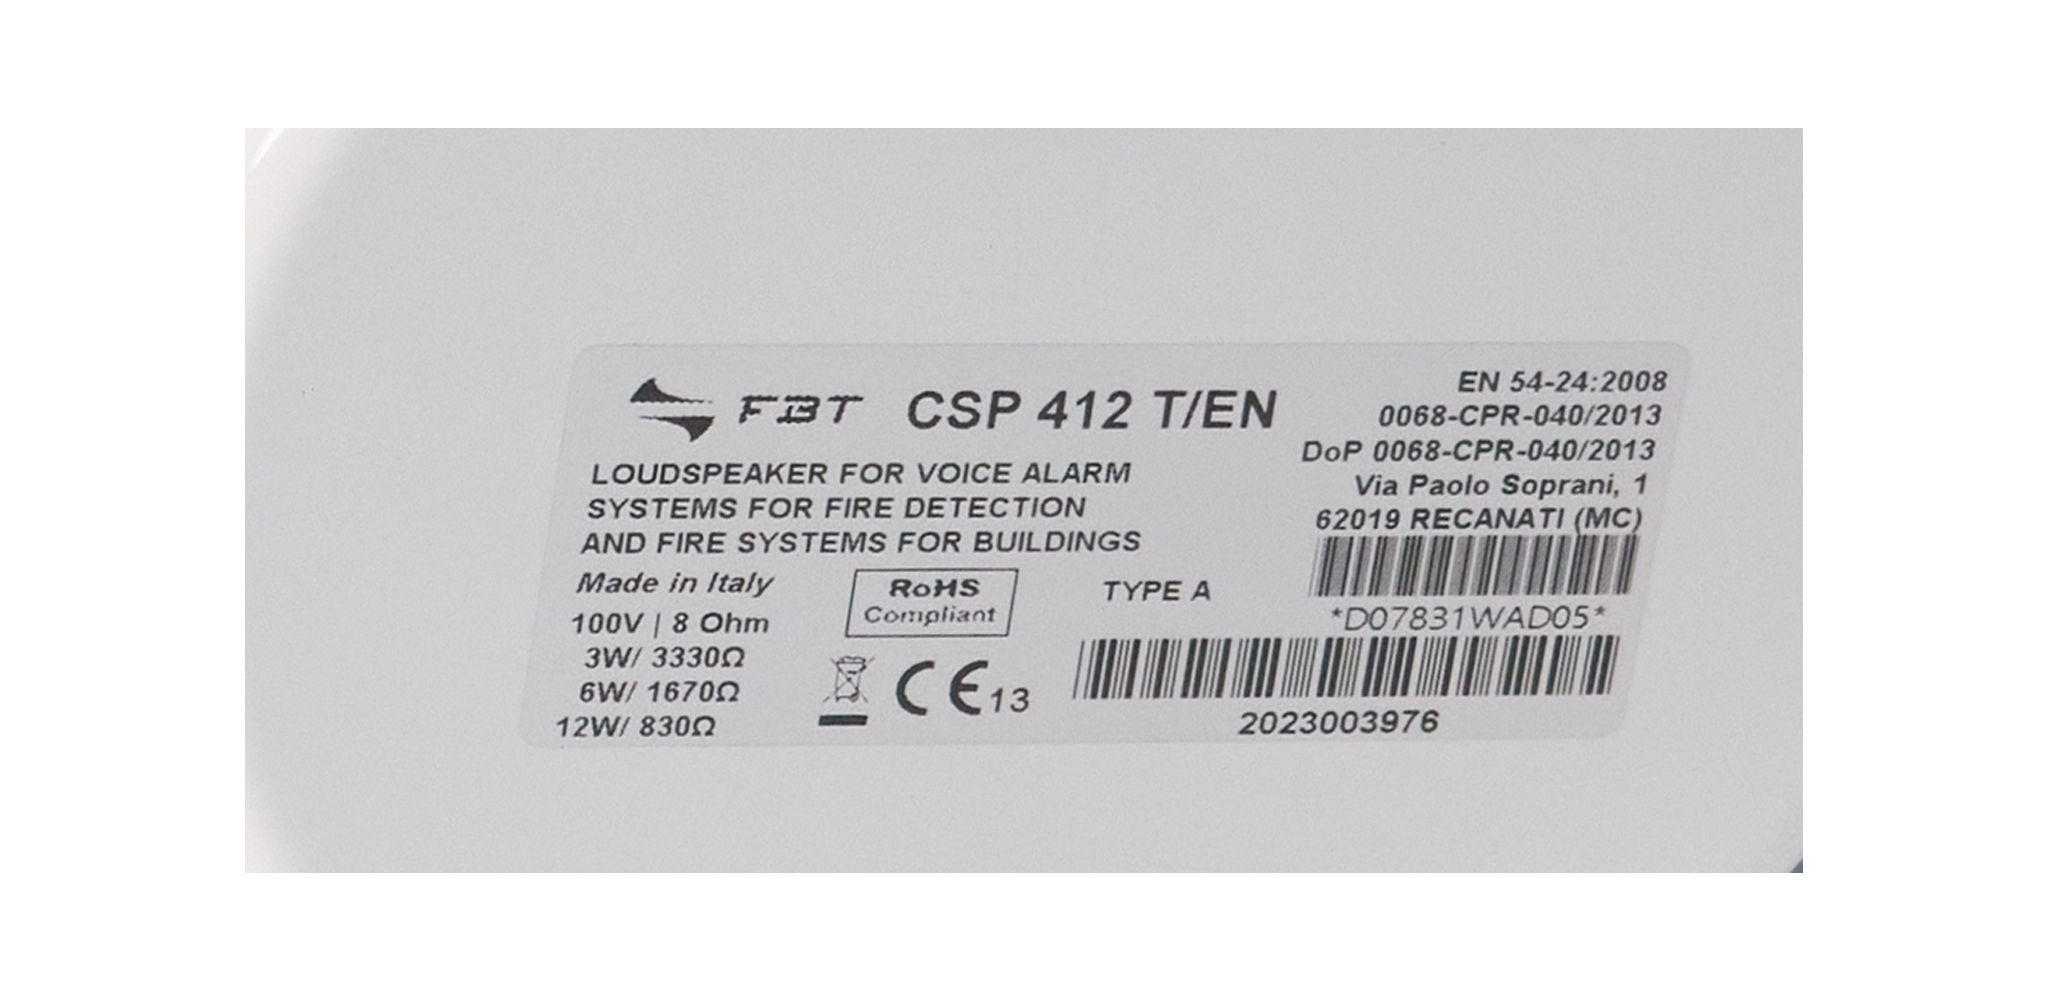 FBT CSP 412 T/EN
LOUDSPEAKER FOR VOICE ALARM
SYSTEMS FOR FIRE DETECTION
AND FIRE SYSTEMS FOR BUILDINGS
Made in Italy
100V | 8 Ohm
3W/ 3330Ω
6W/ 1670Ω
12W/ 830Ω
RoHS
Compliant
CE 13
TYPE A
EN 54-24:2008
0068-CPR-040/2013
DoP 0068-CPR-040/2013
Via Paolo Soprani, 1
62019 RECANATI (MC)
*D07831WAD05*
2023003976